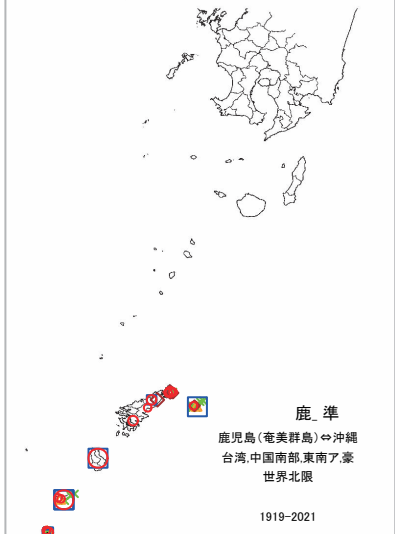 鹿_準
鹿児島(奄美群島)⇔沖縄
台湾,中国南部,東南ア,豪
世界北限
1919-2021